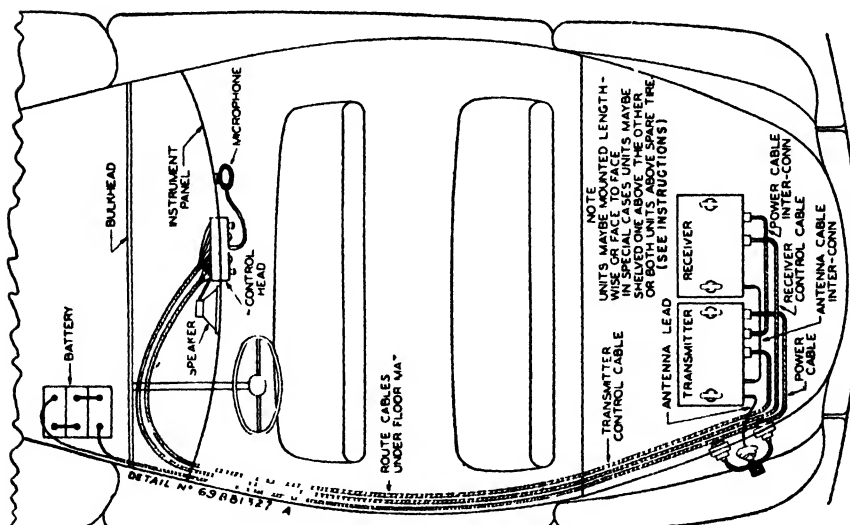 BATTERY
BULKHEAD
INSTRUMENT
PANEL
MICROPHONE
CONTROL
HEAD
SPEAKER
ROUTE CABLES
UNDER FLOOR MAT
DETAIL Nº 69B81927 A
NOTE
UNITS MAYBE MOUNTED LENGTH-
WISE OR FACE TO FACE
IN SPECIAL CASES UNITS MAYBE
SHELVED ONE ABOVE THE OTHER
OR BOTH UNITS ABOVE SPARE TIRE.
(SEE INSTRUCTIONS)
TRANSMITTER
CONTROL CABLE
ANTENNA LEAD
TRANSMITTER
RECEIVER
POWER CABLE
INTER-CONN
RECEIVER
CONTROL CABLE
ANTENNA CABLE
INTER-CONN
POWER
CABLE